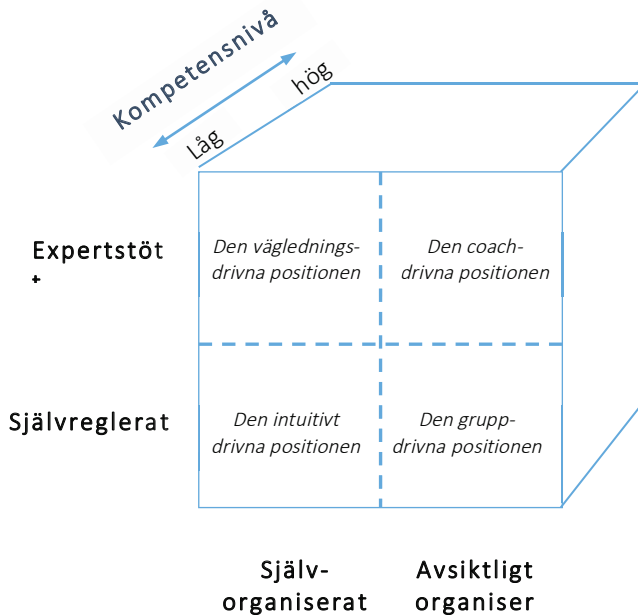 Kompetensnivå
hög
Låg
Expertstöt
Den väglednings-
drivna positionen
Den coach-
drivna positionen
Självreglerat
Den intuitivt
drivna positionen
Den grupp-
drivna positionen
Själv-
organiserat
Avsiktligt
organiser